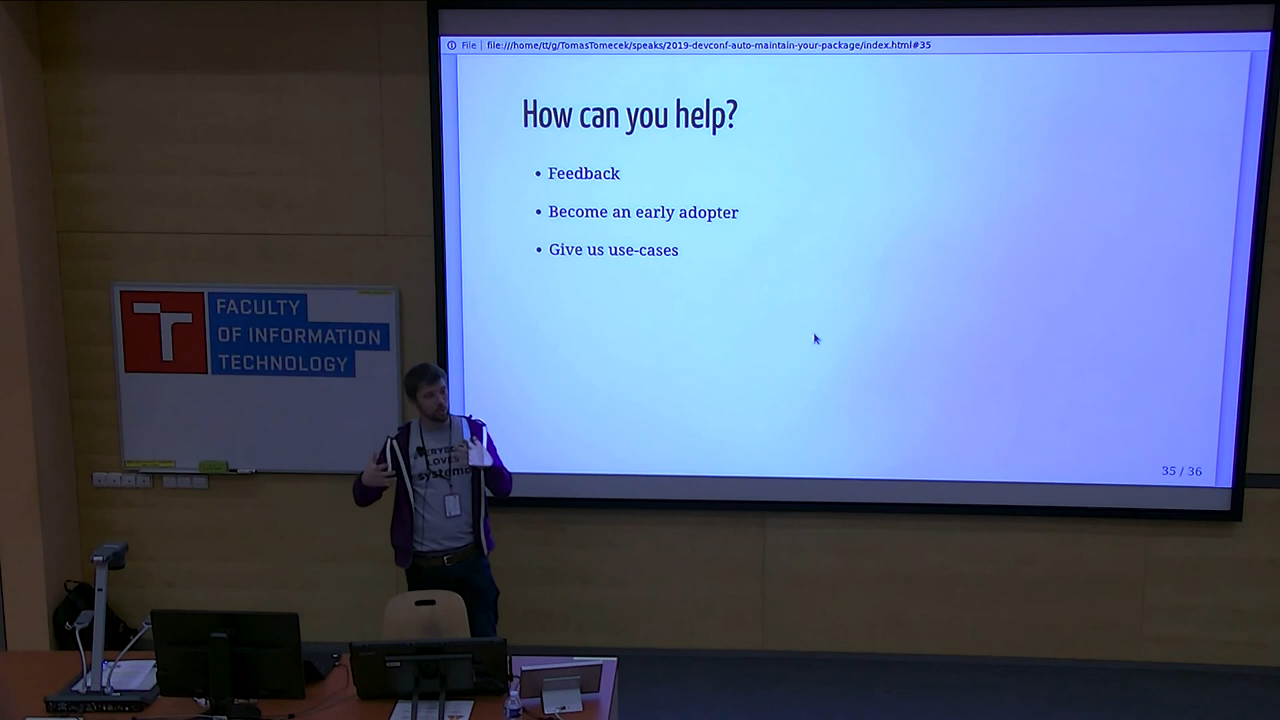 File file:///home/tt/g/TomasTomecek/speaks/2019-devconf-auto-maintain-your-package/index.html#35
How can you help?
• Feedback
• Become an early adopter
• Give us use-cases
35 / 36
FACULTY
OF INFORMATION
TECHNOLOGY
LOVES